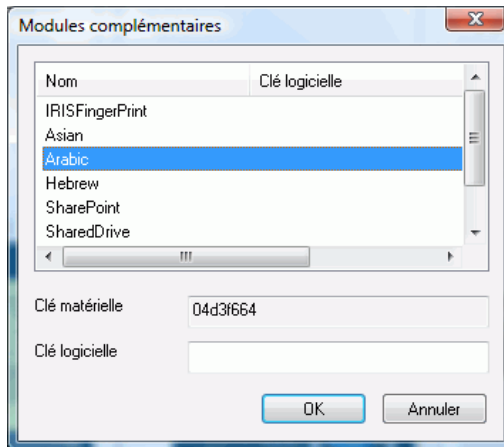 Modules complémentaires
Nom Clé logicielle
IRISFingerPrint
Asian
Arabic
Hebrew
SharePoint
SharedDrive
Clé matérielle 04d3f664
Clé logicielle
OK Annuler